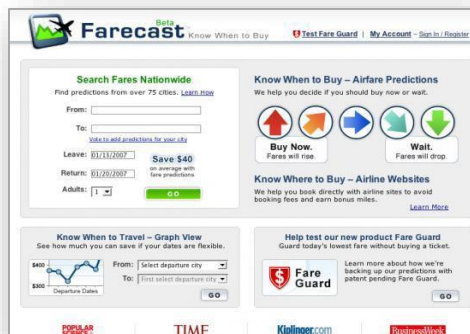 Beta
Farecast™ Know When to Buy
Test Fare Guard | My Account – Sign In / Register
Search Fares Nationwide
Find predictions from over 75 cities. Learn How
From:
To:
Vote to add predictions for your city
Leave: 01/13/2007
Return: 01/20/2007
Adults: 1
Save $40
on average with
fare predictions
GO
Know When to Buy – Airfare Predictions
We help you decide if you should buy now or wait.
Buy Now.
Fares will rise.
Wait.
Fares will drop.
Know Where to Buy – Airline Websites
We help you book directly with airline sites to avoid
booking fees and earn bonus miles.
Learn More
Know When to Travel – Graph View
See how much you can save if your dates are flexible.
$400
$300
Departure Dates
From: Select departure city
To: First select departure city
GO
Help test our new product Fare Guard
Guard today's lowest fare without buying a ticket.
$
Fare
Guard
Learn more about how we're
backing up our predictions with
patent pending Fare Guard.
GO
POPULAR
SCIENCE
TIME
Kiplinger.com
BusinessWeek